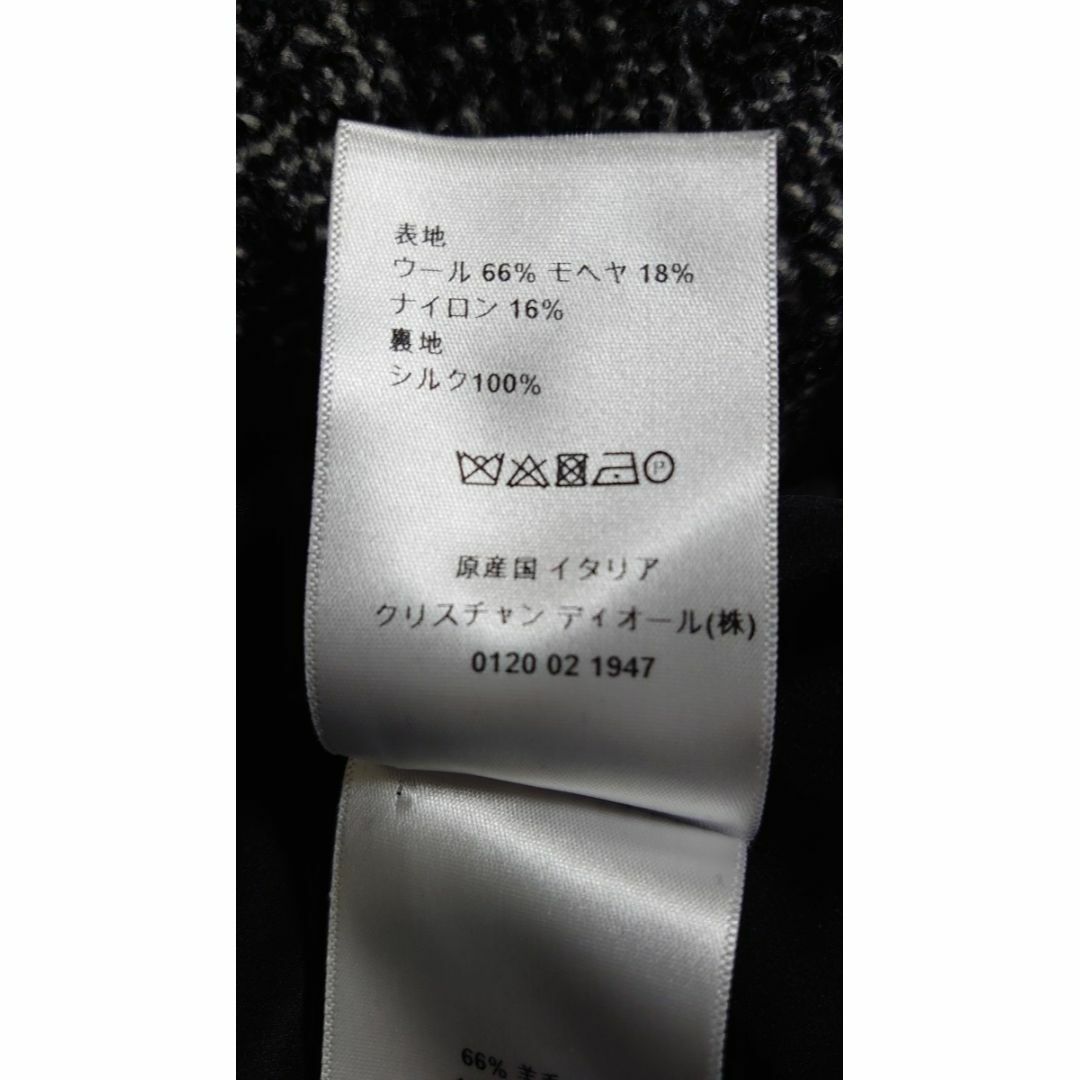 表地
ウール 66% モヘヤ 18%
ナイロン 16%
裏地
シルク100%
P
原産国 イタリア
クリスチャン ディオール(株)
0120 02 1947
66% 羊毛